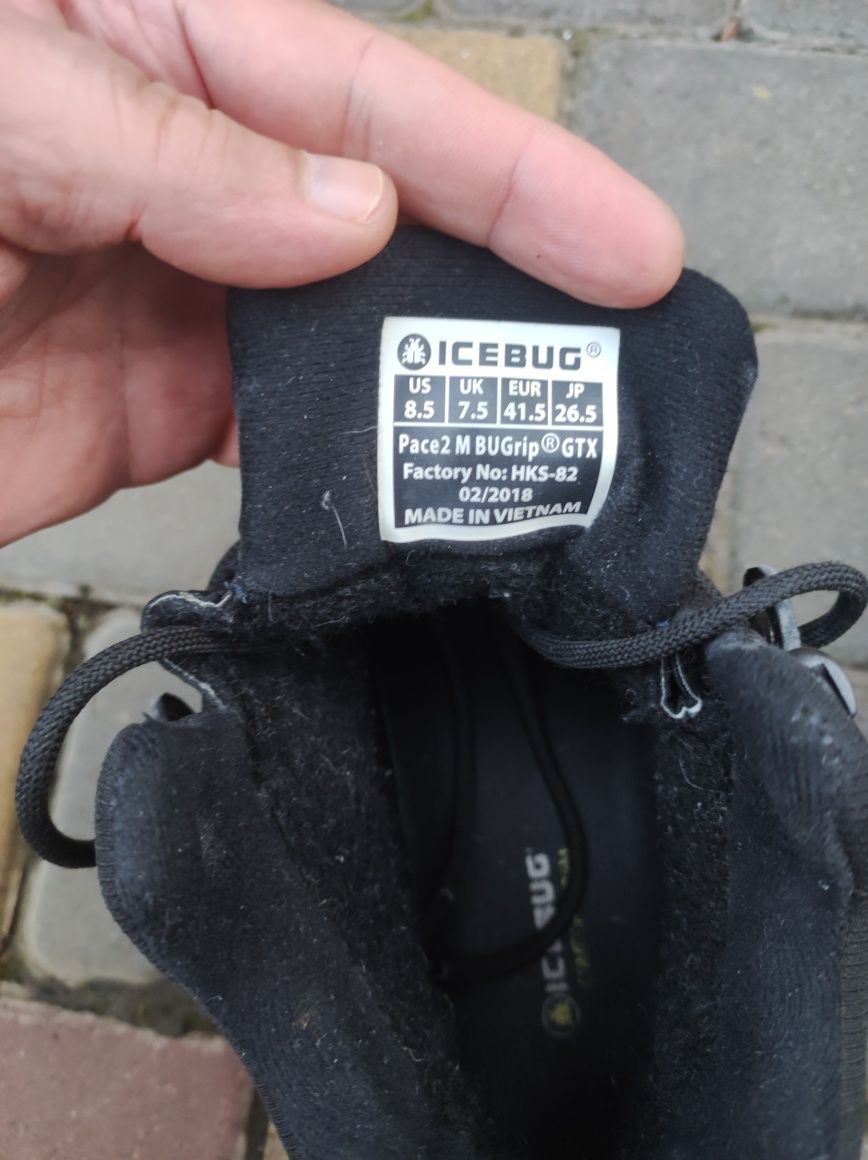 ICEBUG®
US UK EUR JP
8.5 7.5 41.5 26.5
Pace2 M BUGrip® GTX
Factory No: HKS-82
02/2018
MADE IN VIETNAM